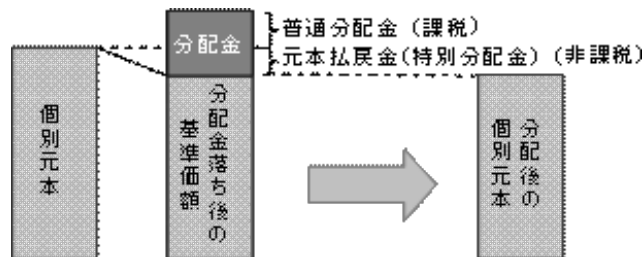 分配金
普通分配金(課税)
元本払戻金(特別分配金)(非課税)
個別元本
分配金落ち後の
基準価額
分配後の
個別元本